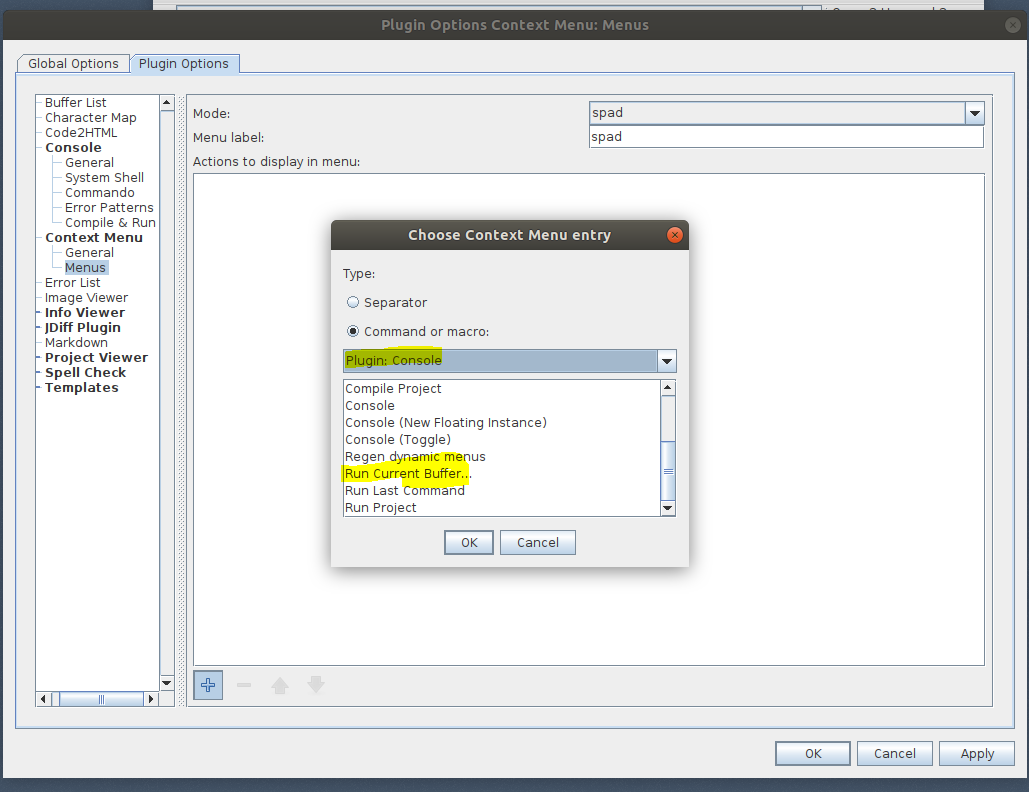 Plugin Options Context Menu: Menus
Global Options
Plugin Options
Buffer List
Character Map
Code2HTML
Console
General
System Shell
Commando
Error Patterns
Compile & Run
Context Menu
General
Menus
Error List
Image Viewer
Info Viewer
JDiff Plugin
Markdown
Project Viewer
Spell Check
Templates
Mode:
spad
Menu label:
spad
Actions to display in menu:
Choose Context Menu entry
Type:
Separator
Command or macro:
Plugin: Console
Compile Project
Console
Console (New Floating Instance)
Console (Toggle)
Regen dynamic menus
Run Current Buffer...
Run Last Command
Run Project
OK
Cancel
OK
Cancel
Apply